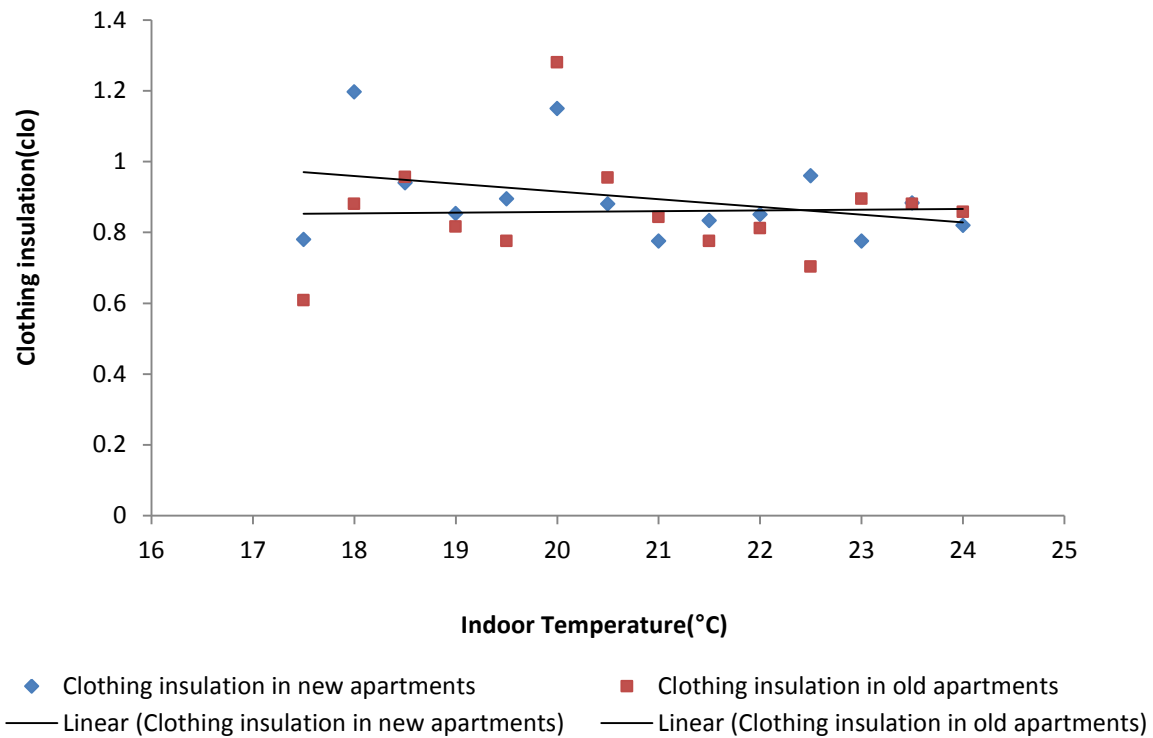 1.4
1.2
1
0.8
0.6
0.4
0.2
0
Clothing insulation(clo)
16 17 18 19 20 21 22 23 24 25
Indoor Temperature(°C)
Clothing insulation in new apartments Clothing insulation in old apartments
Linear (Clothing insulation in new apartments) Linear (Clothing insulation in old apartments)